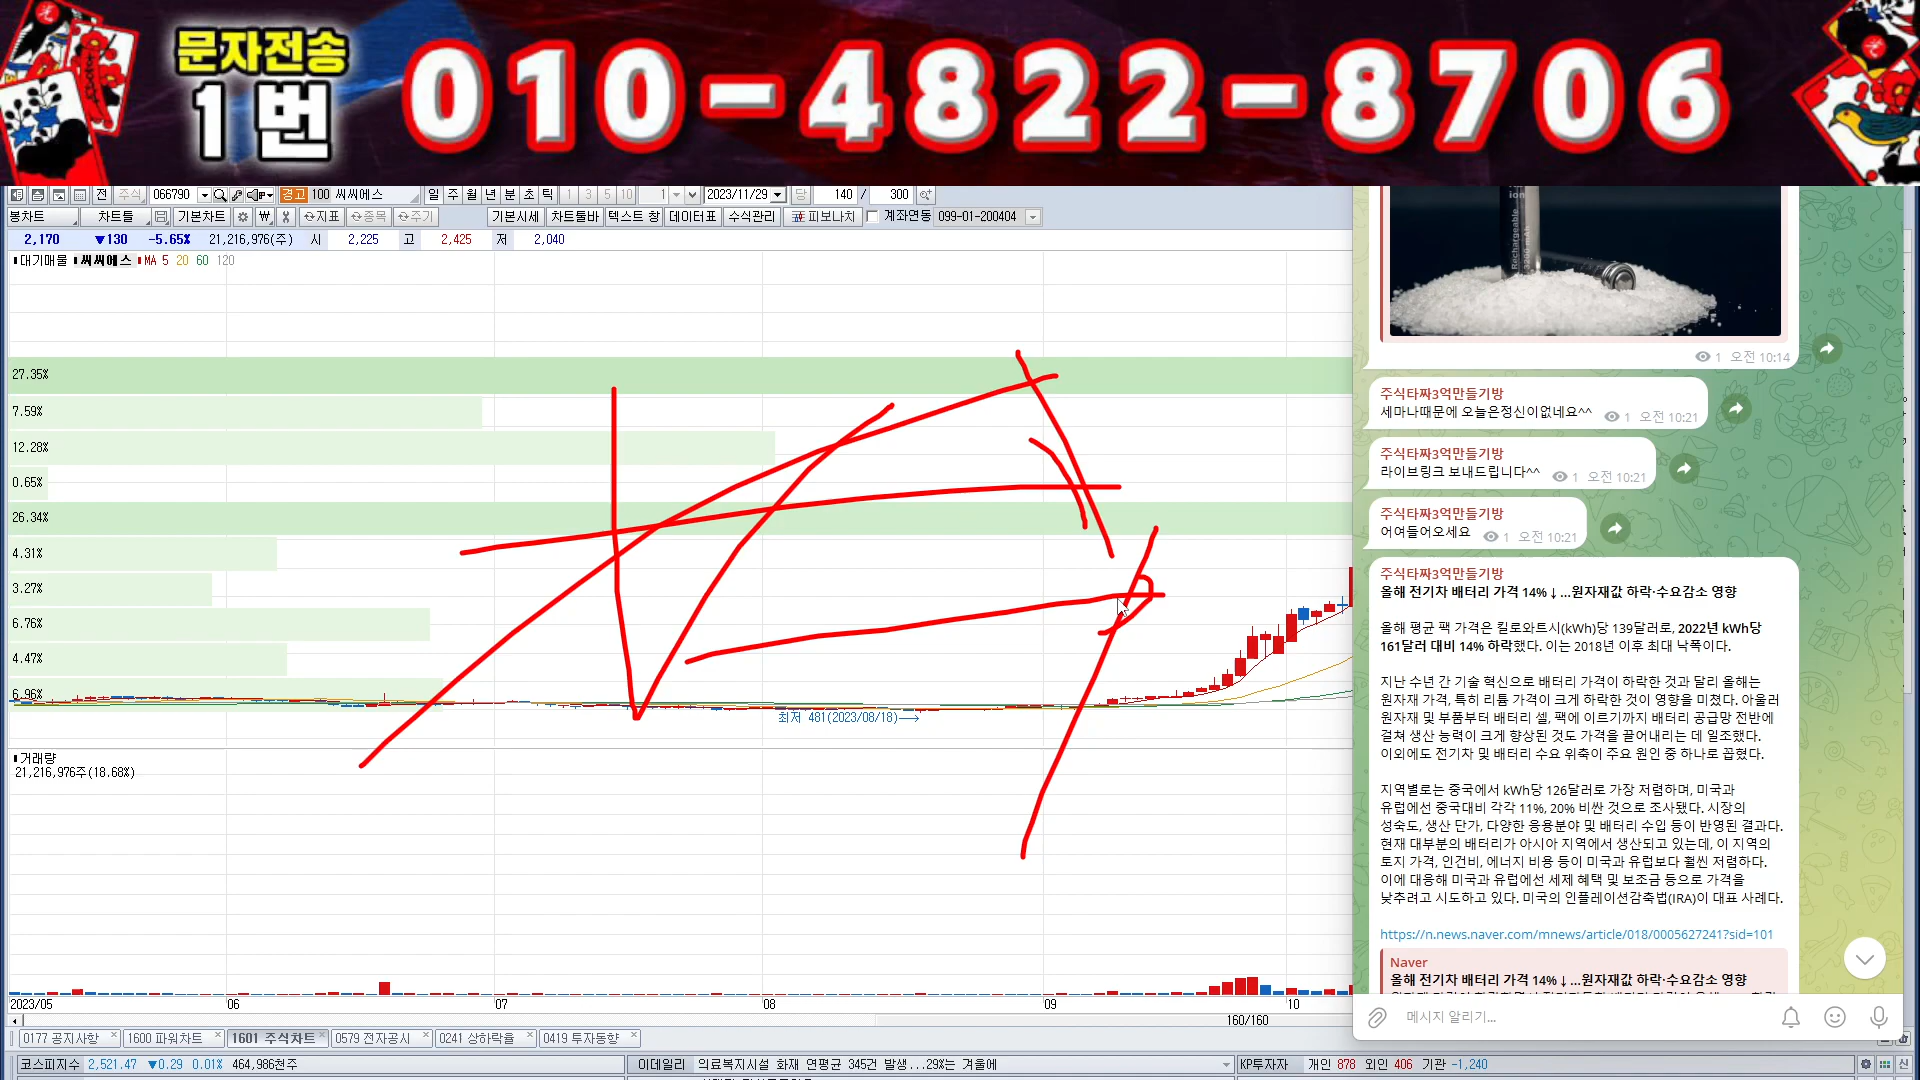 문자전송
1번
010-4822-8706
전 주식 066790 경고 100 씨씨에스 일 주 월 년 분 초 틱 1 3 5 10 1 2023/11/29 당 140 / 300
봉차트 차트틀 기본차트 ₩ 지표 종목 주기 기본시세 차트툴바 텍스트 창 데이터표 수식관리 피보나치 계좌연동 099-01-200404
2,170 ▼130 -5.65% 21,216,976(주) 시 2,225 고 2,425 저 2,040
대기매물 씨씨에스 MA 5 20 60 120
27.35%
7.59%
12.28%
0.65%
26.34%
4.31%
3.27%
6.76%
4.47%
6.96%
최저 481(2023/08/18)→
거래량
21,216,976주(18.68%)
2023/05 06 07 08 09 10
160/160
0177 공지사항 1600 파워차트 1601 주식차트 0579 전자공시 0241 상하락율 0419 투자동향
코스피지수 2,521.47 ▼0.29 0.01% 464,986천주 이데일리 의료복지시설 화재 연평균 345건 발생...29%는 겨울에 KP투자자 개인 878 외인 406 기관 -1,240
ion
Rechargeable
3200 mAh
1 오전 10:14
주식타짜3억만들기방
세마나때문에 오늘은정신이없네요^^ 1 오전 10:21
주식타짜3억만들기방
라이브링크 보내드립니다^^ 1 오전 10:21
주식타짜3억만들기방
어여들어오세요 1 오전 10:21
주식타짜3억만들기방
올해 전기차 배터리 가격 14%↓...원자재값 하락·수요감소 영향
올해 평균 팩 가격은 킬로와트시(kWh)당 139달러로, 2022년 kWh당
161달러 대비 14% 하락했다. 이는 2018년 이후 최대 낙폭이다.
지난 수년 간 기술 혁신으로 배터리 가격이 하락한 것과 달리 올해는
원자재 가격, 특히 리튬 가격이 크게 하락한 것이 영향을 미쳤다. 아울러
원자재 및 부품부터 배터리 셀, 팩에 이르기까지 배터리 공급망 전반에
걸쳐 생산 능력이 크게 향상된 것도 가격을 끌어내리는 데 일조했다.
이외에도 전기차 및 배터리 수요 위축이 주요 원인 중 하나로 꼽혔다.
지역별로는 중국에서 kWh당 126달러로 가장 저렴하며, 미국과
유럽에선 중국대비 각각 11%, 20% 비싼 것으로 조사됐다. 시장의
성숙도, 생산 단가, 다양한 응용분야 및 배터리 수입 등이 반영된 결과다.
현재 대부분의 배터리가 아시아 지역에서 생산되고 있는데, 이 지역의
토지 가격, 인건비, 에너지 비용 등이 미국과 유럽보다 훨씬 저렴하다.
이에 대응해 미국과 유럽에선 세제 혜택 및 보조금 등으로 가격을
낮추려고 시도하고 있다. 미국의 인플레이션감축법(IRA)이 대표 사례다.
https://n.news.naver.com/mnews/article/018/0005627241?sid=101
Naver
올해 전기차 배터리 가격 14%↓...원자재값 하락·수요감소 영향
메시지 알리기...